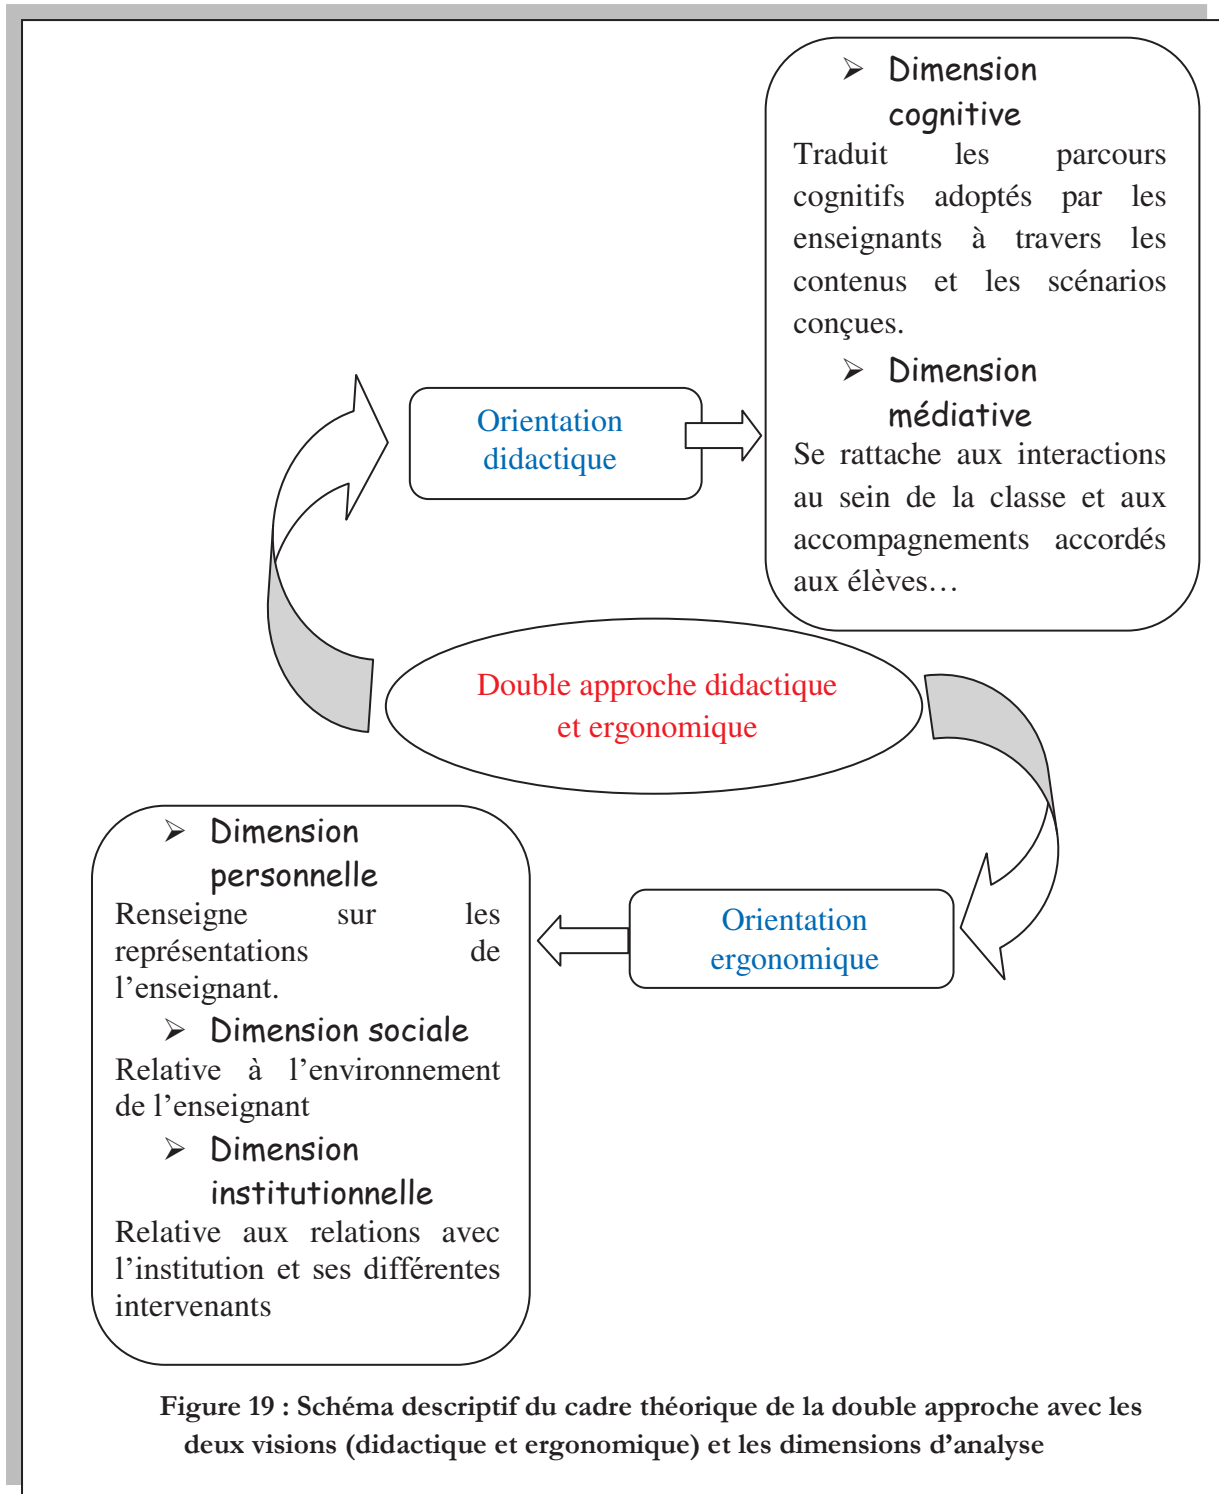 ➢ Dimension
cognitive
Traduit les parcours
cognitifs adoptés par les
enseignants à travers les
contenus et les scénarios
conçues.
➢ Dimension
médiative
Se rattache aux interactions
au sein de la classe et aux
accompagnements accordés
aux élèves…
Orientation
didactique
Double approche didactique
et ergonomique
➢ Dimension
personnelle
Renseigne sur les
représentations de
l’enseignant.
➢ Dimension sociale
Relative à l’environnement
de l’enseignant
➢ Dimension
institutionnelle
Relative aux relations avec
l’institution et ses différentes
intervenants
Orientation
ergonomique
Figure 19 : Schéma descriptif du cadre théorique de la double approche avec les
deux visions (didactique et ergonomique) et les dimensions d’analyse